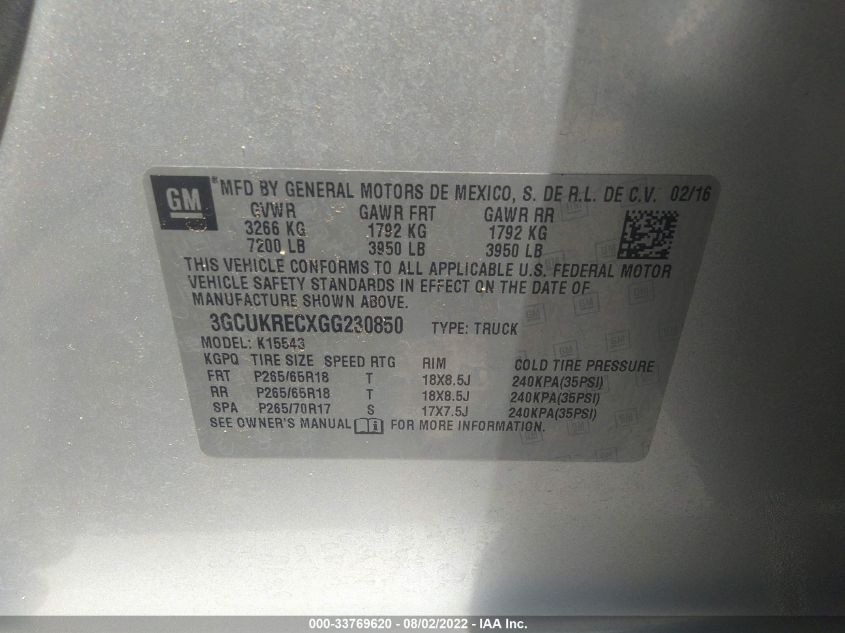 GM® MFD BY GENERAL MOTORS DE MEXICO, S. DE R.L. DE C.V. 02/16
GVWR GAWR FRT GAWR RR
3266 KG 1792 KG 1792 KG
7200 LB 3950 LB 3950 LB
THIS VEHICLE CONFORMS TO ALL APPLICABLE U.S. FEDERAL MOTOR
VEHICLE SAFETY STANDARDS IN EFFECT ON THE DATE OF
MANUFACTURE SHOWN ABOVE.
3GCUKRECXGG230850 TYPE: TRUCK
MODEL: K15543
KGPQ TIRE SIZE SPEED RTG RIM COLD TIRE PRESSURE
FRT P265/65R18 T 18X8.5J 240KPA(35PSI)
RR P265/65R18 T 18X8.5J 240KPA(35PSI)
SPA P265/70R17 S 17X7.5J 240KPA(35PSI)
SEE OWNER'S MANUAL FOR MORE INFORMATION.
000-33769620 - 08/02/2022 - IAA Inc.